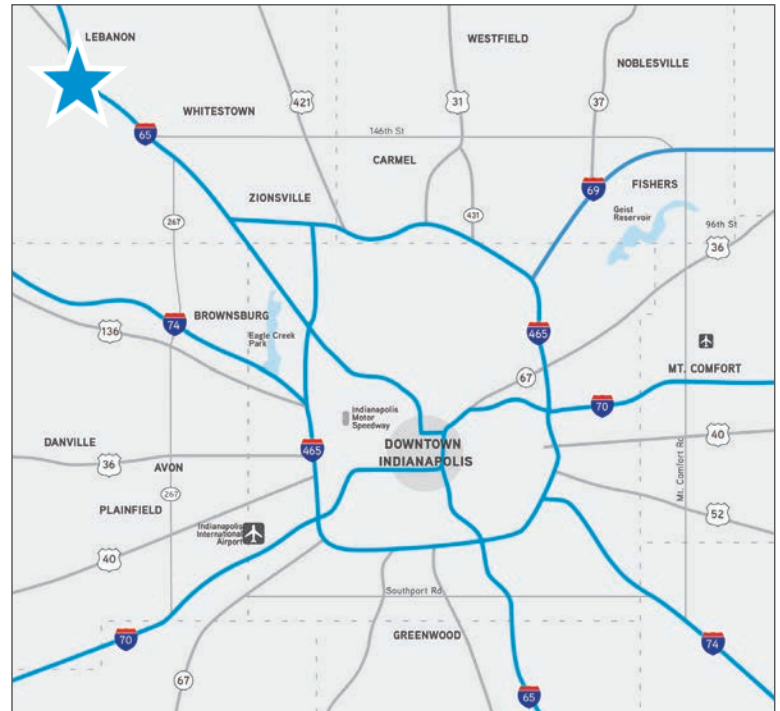 LEBANON
WESTFIELD
NOBLESVILLE
421
31
37
WHITESTOWN
65
146th St
CARMEL
69
FISHERS
ZIONSVILLE
Geist
Reservoir
267
431
96th St
36
BROWNSBURG
74
136
Eagle Creek
Park
465
MT. COMFORT
67
70
Indianapolis
Motor
Speedway
DANVILLE
36
465
DOWNTOWN
INDIANAPOLIS
40
AVON
267
Mt. Comfort Rd
PLAINFIELD
52
Indianapolis
International
Airport
40
Southport Rd
70
GREENWOOD
74
67
65